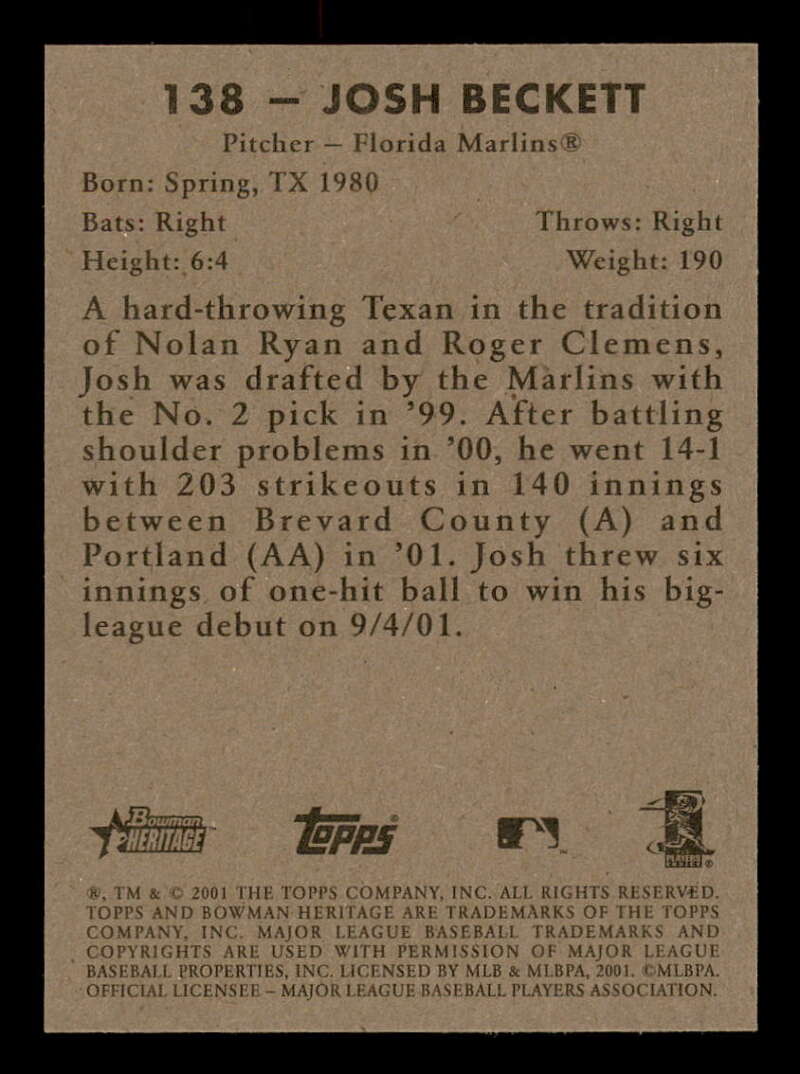 138 – JOSH BECKETT
Pitcher – Florida Marlins®
Born: Spring, TX 1980
Bats: Right Throws: Right
Height: 6:4 Weight: 190
A hard-throwing Texan in the tradition
of Nolan Ryan and Roger Clemens,
Josh was drafted by the Marlins with
the No. 2 pick in ’99. After battling
shoulder problems in ’00, he went 14-1
with 203 strikeouts in 140 innings
between Brevard County (A) and
Portland (AA) in ’01. Josh threw six
innings of one-hit ball to win his big-
league debut on 9/4/01.
Bowman
HERITAGE
TOPPS
®, TM & © 2001 THE TOPPS COMPANY, INC. ALL RIGHTS RESERVED.
TOPPS AND BOWMAN HERITAGE ARE TRADEMARKS OF THE TOPPS
COMPANY, INC. MAJOR LEAGUE BASEBALL TRADEMARKS AND
COPYRIGHTS ARE USED WITH PERMISSION OF MAJOR LEAGUE
BASEBALL PROPERTIES, INC. LICENSED BY MLB & MLBPA, 2001. ©MLBPA.
OFFICIAL LICENSEE – MAJOR LEAGUE BASEBALL PLAYERS ASSOCIATION.